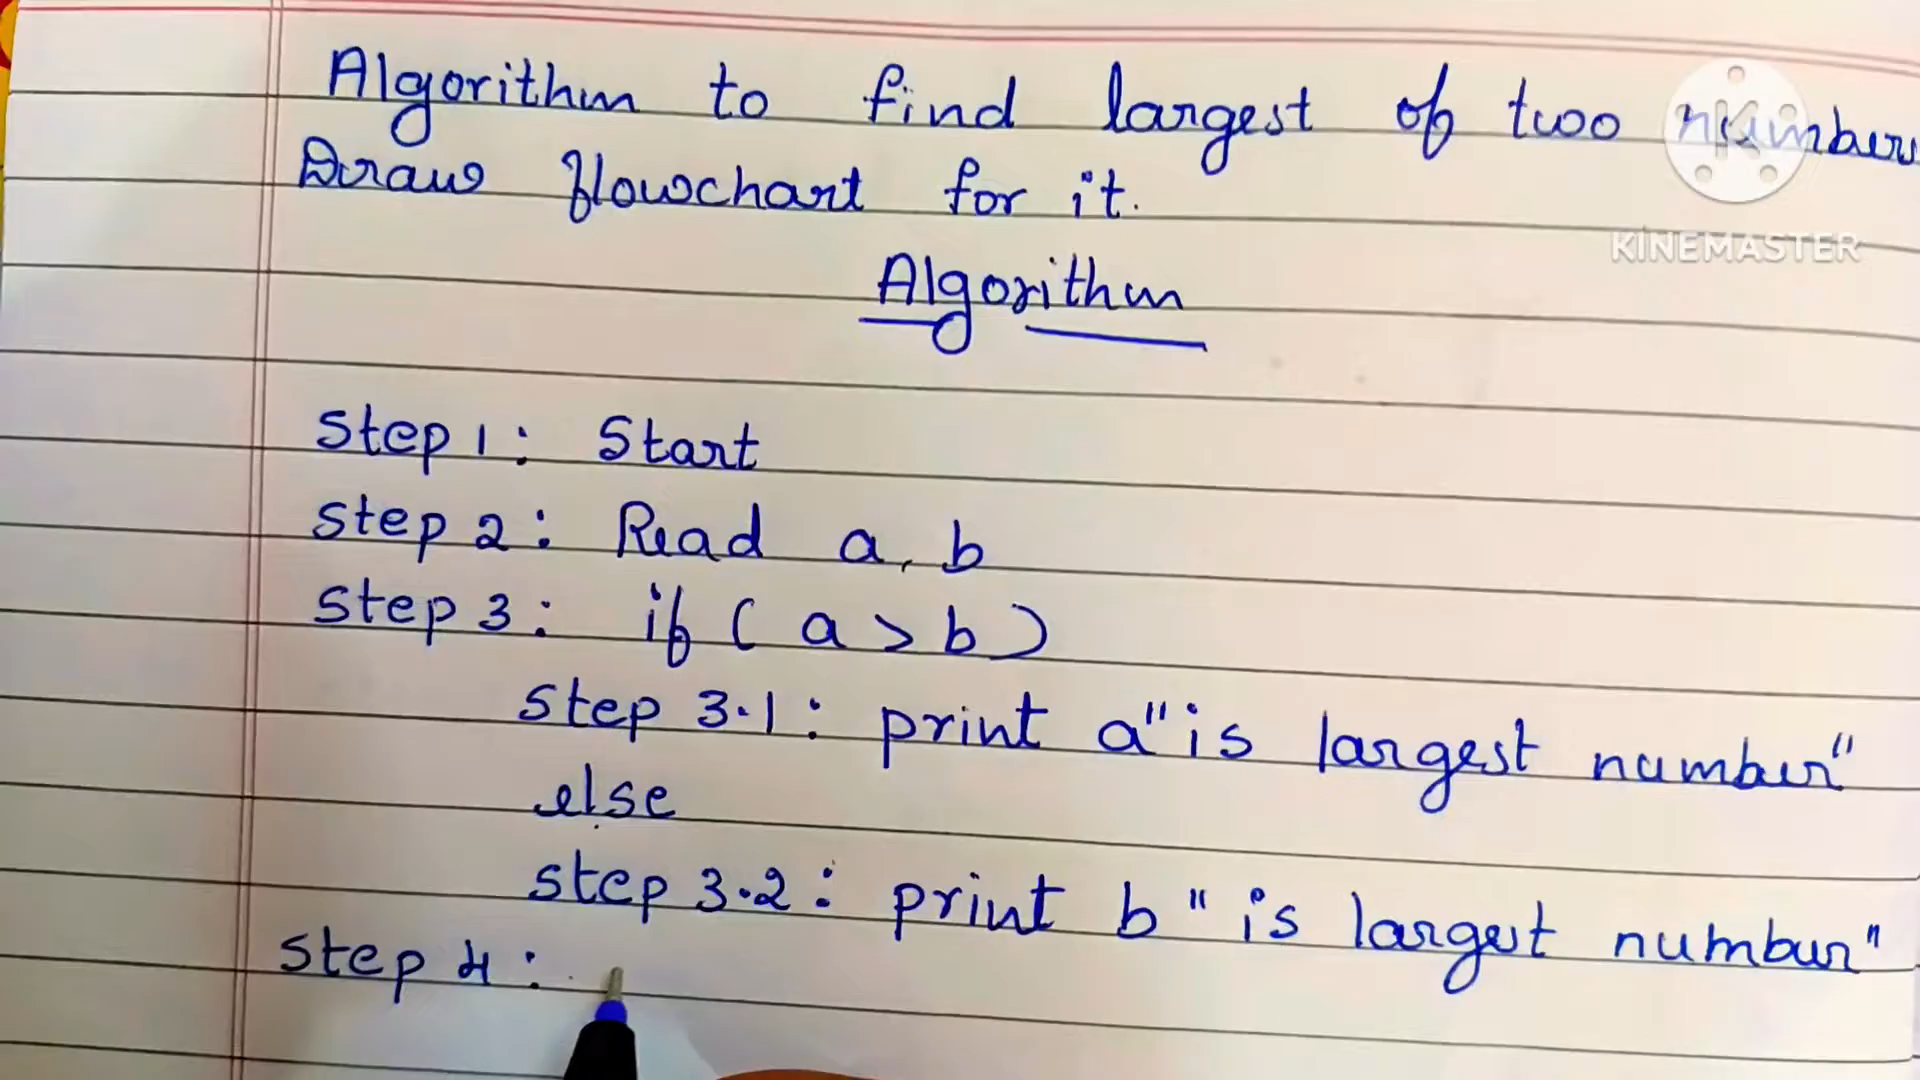 Algorithm to find largest of two numbers
Draw flowchart for it.
KINEMASTER
Algorithm
Step 1: Start
Step 2: Read a, b
Step 3: if ( a > b )
Step 3.1: print a" is largest number"
else
Step 3.2: print b " is largest number"
Step 4: